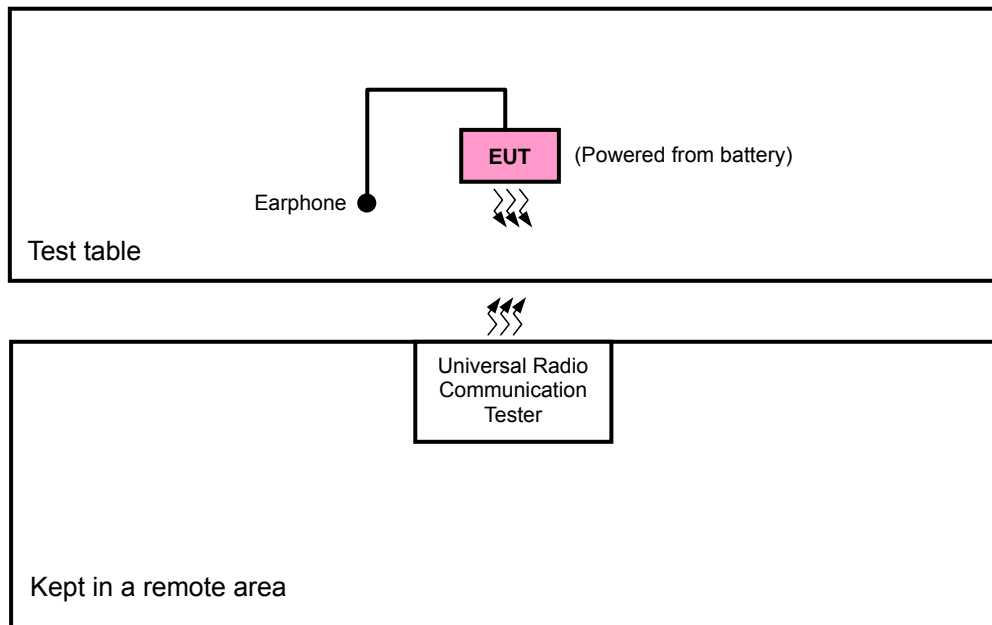 EUT
(Powered from battery)
Earphone
Test table
Universal Radio
Communication
Tester
Kept in a remote area